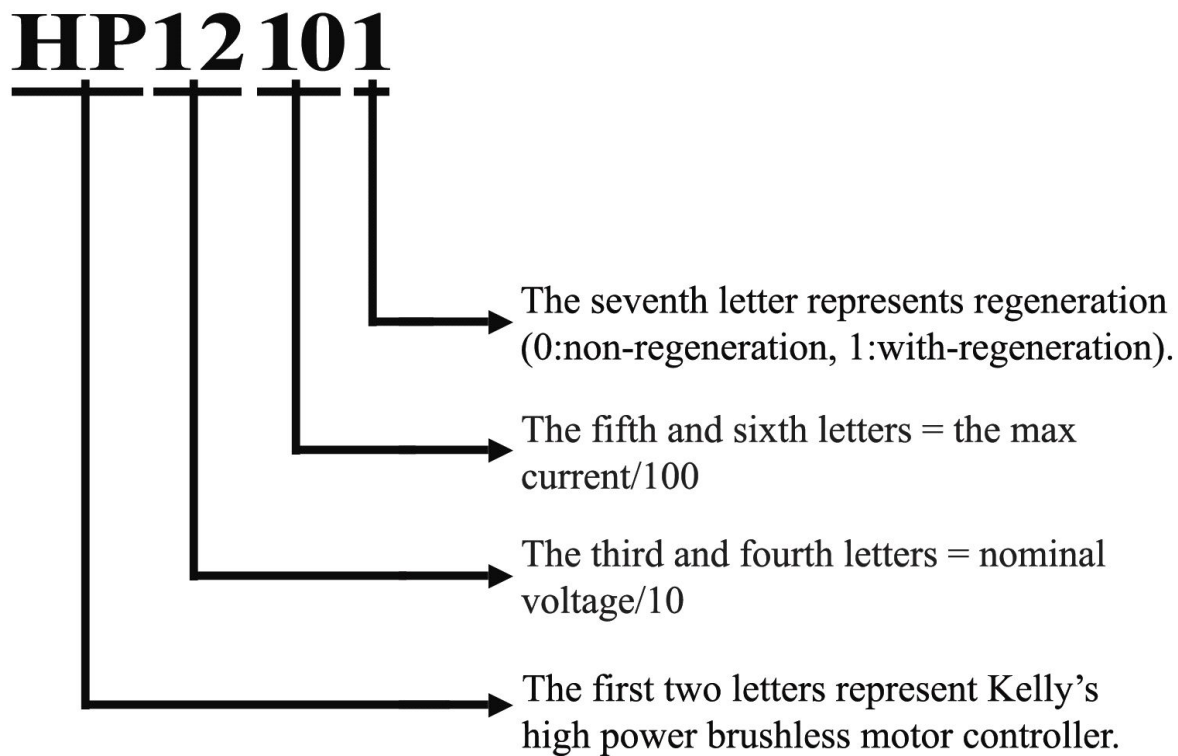 HP12101
The seventh letter represents regeneration
(0:non-regeneration, 1:with-regeneration).
The fifth and sixth letters = the max
current/100
The third and fourth letters = nominal
voltage/10
The first two letters represent Kelly’s
high power brushless motor controller.